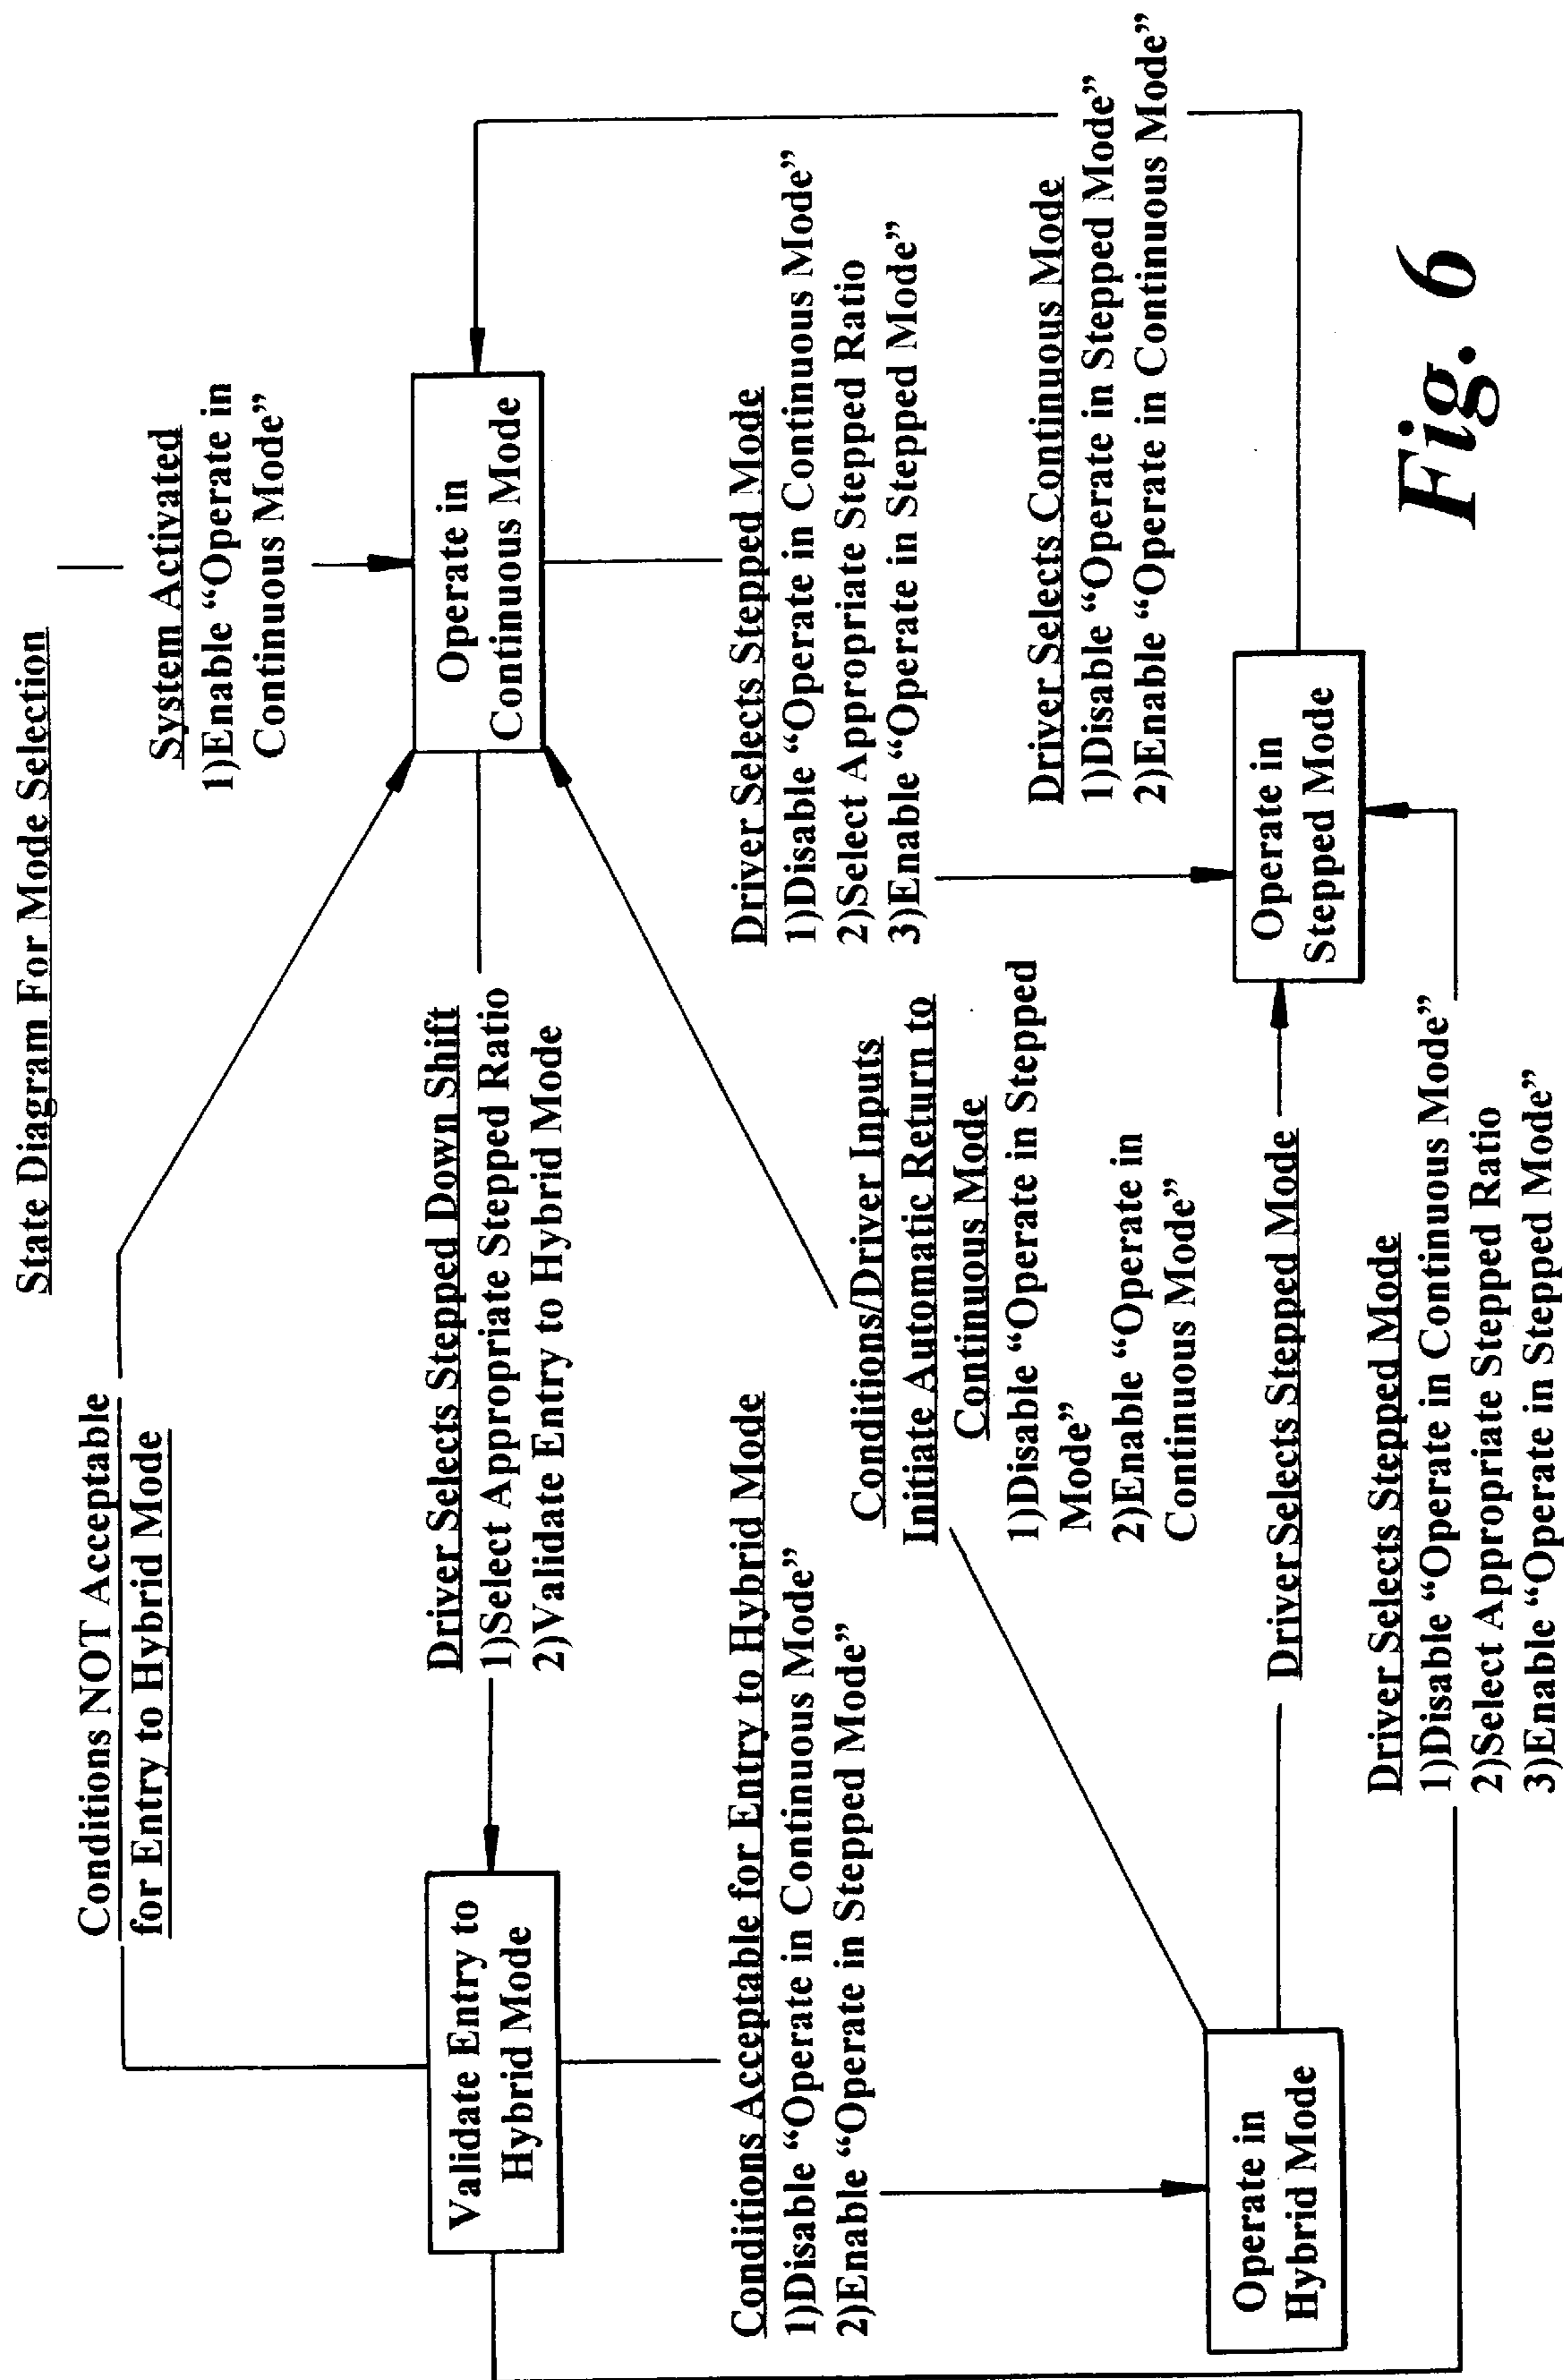 State Diagram For Mode Selection
Conditions NOT Acceptable
for Entry to Hybrid Mode
System Activated
1)Enable “Operate in
Continuous Mode”
Validate Entry to
Hybrid Mode
Driver Selects Stepped Down Shift
1)Select Appropriate Stepped Ratio
2)Validate Entry to Hybrid Mode
Operate in
Continuous Mode
Conditions Acceptable for Entry to Hybrid Mode
1)Disable “Operate in Continuous Mode”
2)Enable “Operate in Stepped Mode”
Driver Selects Stepped Mode
1)Disable “Operate in Continuous Mode”
2)Select Appropriate Stepped Ratio
3)Enable “Operate in Stepped Mode”
Conditions/Driver Inputs
Initiate Automatic Return to
Continuous Mode
1)Disable “Operate in Stepped
Mode”
2)Enable “Operate in
Continuous Mode”
Driver Selects Continuous Mode
1)Disable “Operate in Stepped Mode”
2)Enable “Operate in Continuous Mode”
Operate in
Hybrid Mode
Driver Selects Stepped Mode
Operate in
Stepped Mode
Driver Selects Stepped Mode
1)Disable “Operate in Continuous Mode”
2)Select Appropriate Stepped Ratio
3)Enable “Operate in Stepped Mode”
Fig. 6